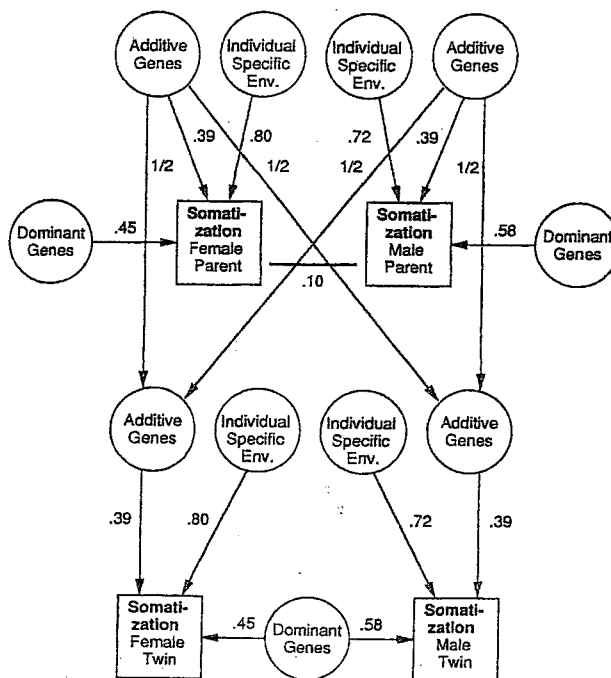 Additive
Genes
Individual
Specific
Env.
Individual
Specific
Env.
Additive
Genes
.39
.80
.72
.39
1/2
1/2
1/2
1/2
Dominant
Genes
.45
Somati-
zation
Female
Parent
Somati-
zation
Male
Parent
.58
Dominant
Genes
.10
Additive
Genes
Individual
Specific
Env.
Individual
Specific
Env.
Additive
Genes
.39
.80
.72
.39
Somati-
zation
Female
Twin
.45
Dominant
Genes
.58
Somati-
zation
Male
Twin